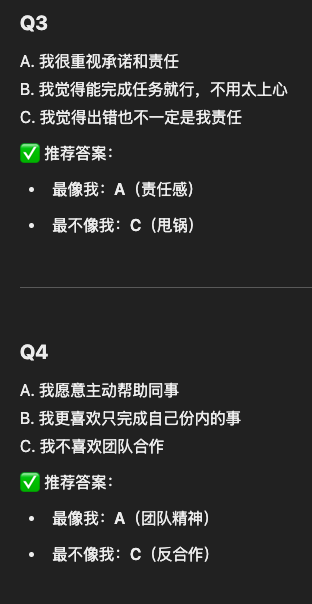 Q3
A. 我很重视承诺和责任
B. 我觉得能完成任务就行，不用太上心
C. 我觉得出错也不一定是我责任
✅ 推荐答案：
• 最像我：A（责任感）
• 最不像我：C（甩锅）
Q4
A. 我愿意主动帮助同事
B. 我更喜欢只完成自己份内的事
C. 我不喜欢团队合作
✅ 推荐答案：
• 最像我：A（团队精神）
• 最不像我：C（反合作）